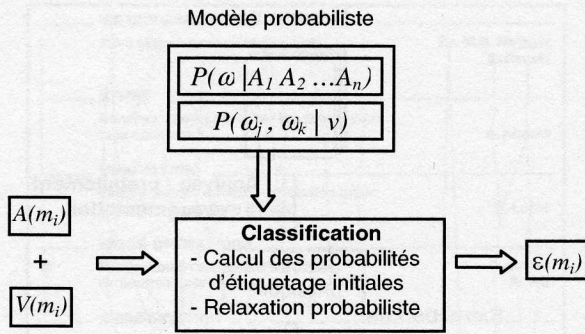 Modèle probabiliste
P(ω | A₁ A₂ ...Aₙ)
P(ωⱼ , ωₖ | v)
A(mᵢ)
+
V(mᵢ)
Classification
- Calcul des probabilités
d'étiquetage initiales
- Relaxation probabiliste
ε(mᵢ)